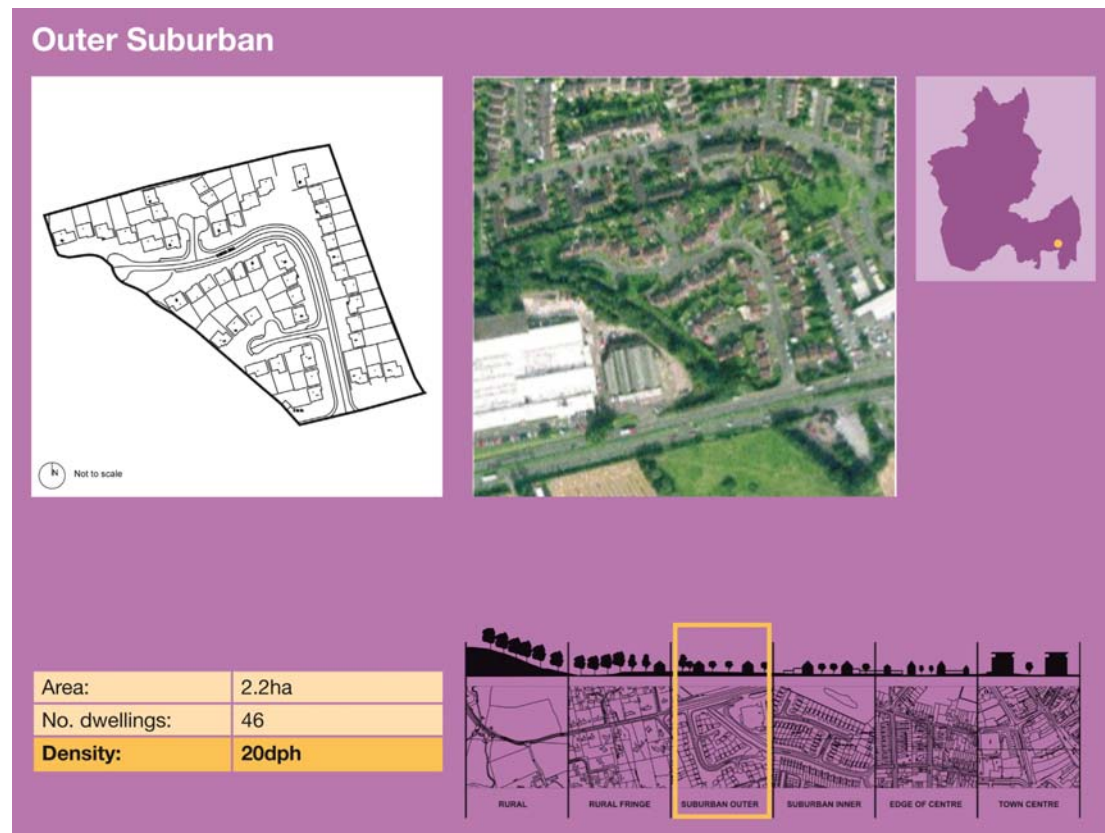 Outer Suburban
N
Not to scale
Area: 2.2ha
No. dwellings: 46
Density: 20dph
RURAL
RURAL FRINGE
SUBURBAN OUTER
SUBURBAN INNER
EDGE OF CENTRE
TOWN CENTRE